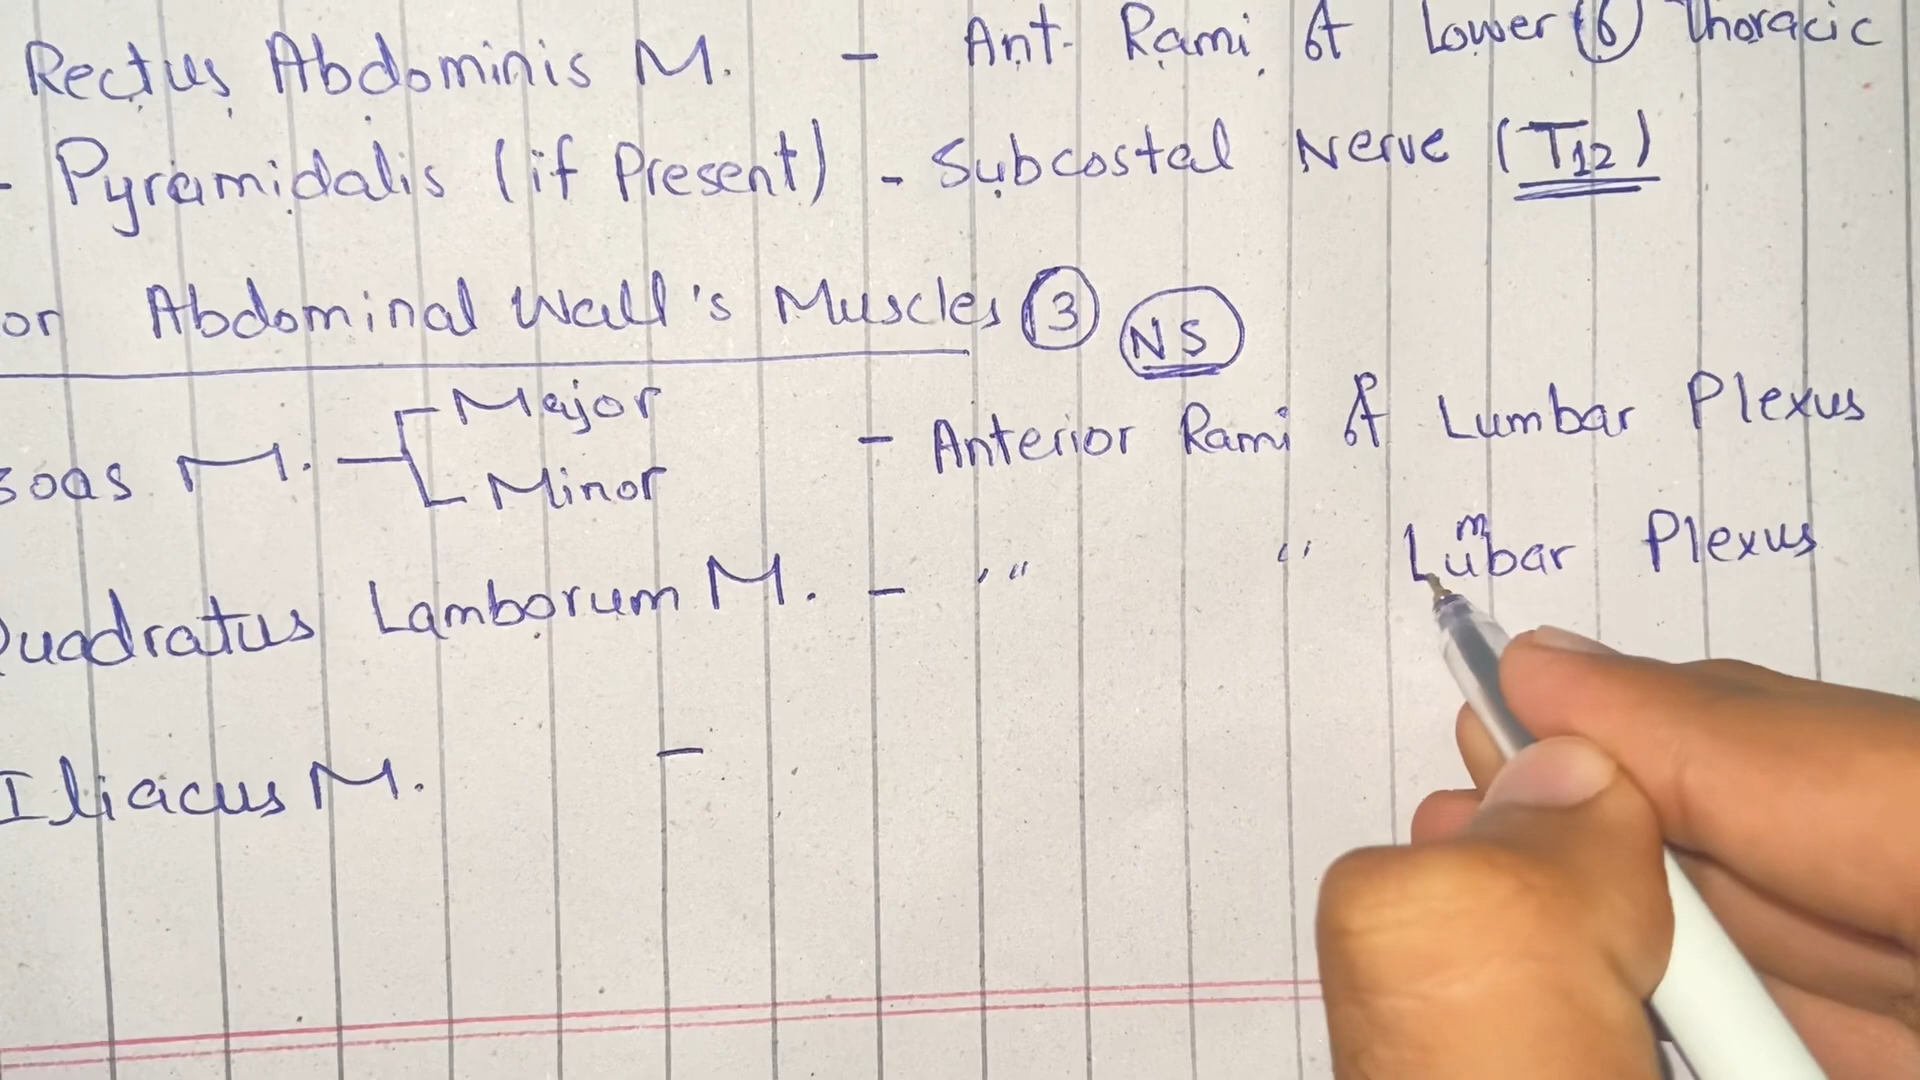 Rectus Abdominis M. - Ant. Rami of Lower 6 Thoracic
- Pyramidalis (if Present) - Subcostal Nerve (T12)
or Abdominal Wall's Muscles 3 NS
Major
soas M. - Anterior Rami of Lumbar Plexus
Minor
Quadratus Lamborum M. - " " Lumbar Plexus
Iliacus M. -